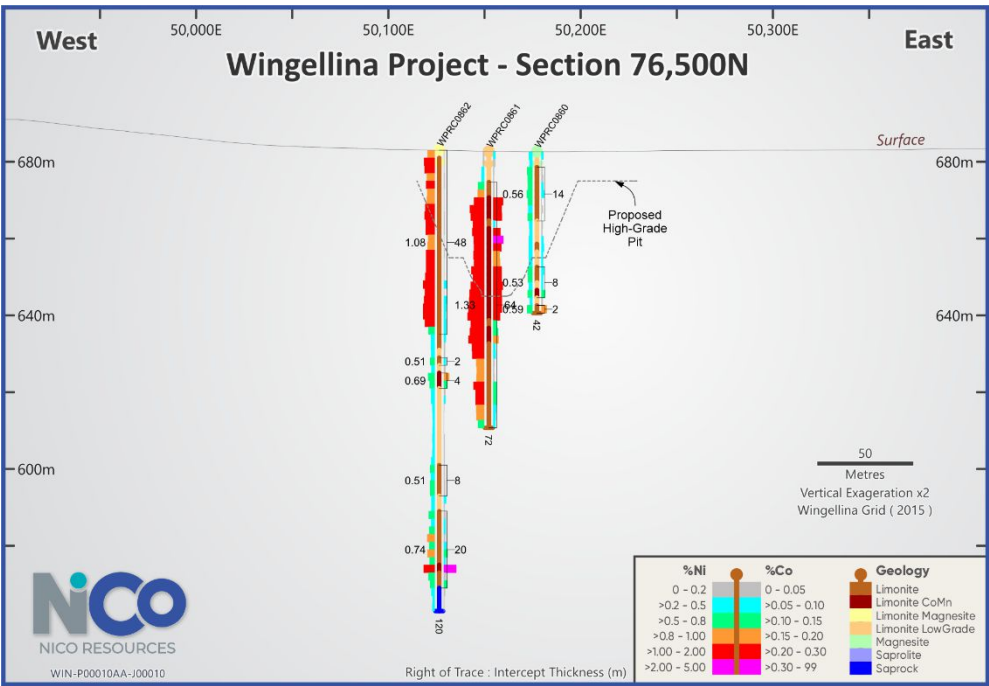 50,000E
50,100E
50,200E
50,300E
West
East
Wingellina Project - Section 76,500N
WPRC0862
WPRC0861
WPRC0860
Surface
680m
680m
0.56
14
Proposed
High-Grade
Pit
1.08
48
0.53
8
1.33
64
0.59
2
640m
640m
42
0.51
2
0.69
4
72
600m
50
Metres
Vertical Exageration x2
Wingellina Grid ( 2015 )
0.51
8
0.74
20
120
NiCo
NICO RESOURCES
WIN-P00010AA-J00010
Right of Trace : Intercept Thickness (m)
%Ni %Co Geology
0 - 0.2 0 - 0.05 Limonite
>0.2 - 0.5 >0.05 - 0.10 Limonite CoMn
>0.5 - 0.8 >0.10 - 0.15 Limonite Magnesite
>0.8 - 1.00 >0.15 - 0.20 Limonite LowGrade
>1.00 - 2.00 >0.20 - 0.30 Magnesite
>2.00 - 5.00 >0.30 - 99 Saprolite
Saprock